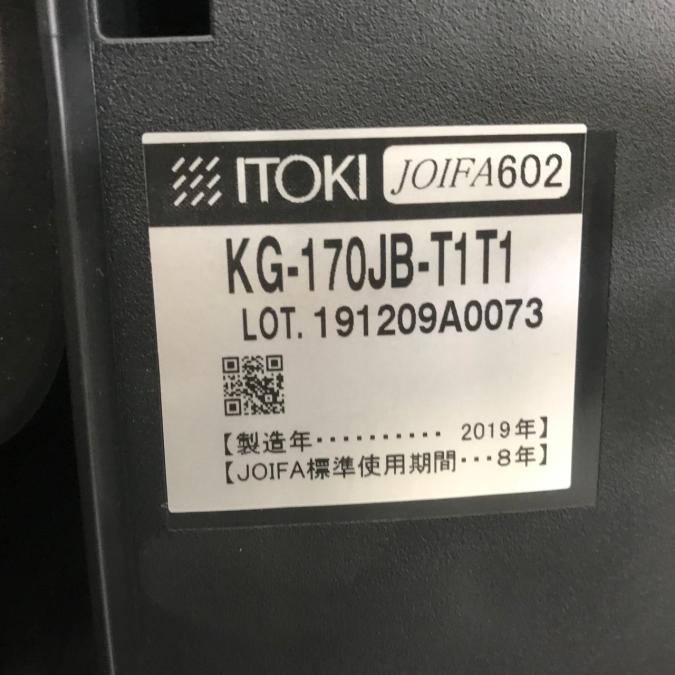 ITOKI JOIFA602
KG-170JB-T1T1
LOT. 191209A0073
【製造年・・・・・・・・・・ 2019年】
【JOIFA標準使用期間・・・8年】